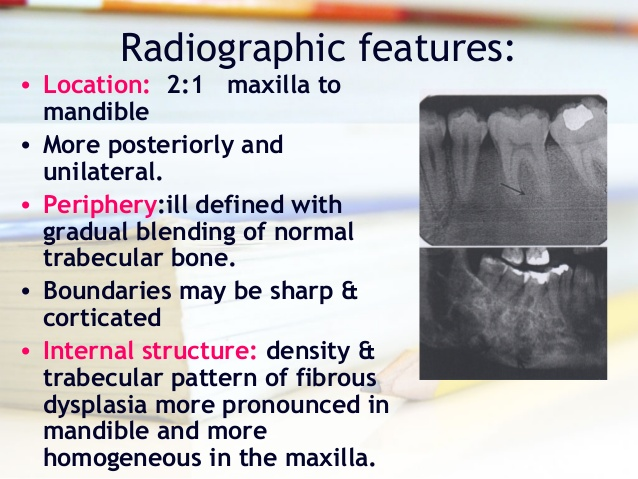 Radiographic features:
• Location: 2:1 maxilla to
mandible
• More posteriorly and
unilateral.
• Periphery:ill defined with
gradual blending of normal
trabecular bone.
• Boundaries may be sharp &
corticated
• Internal structure: density &
trabecular pattern of fibrous
dysplasia more pronounced in
mandible and more
homogeneous in the maxilla.